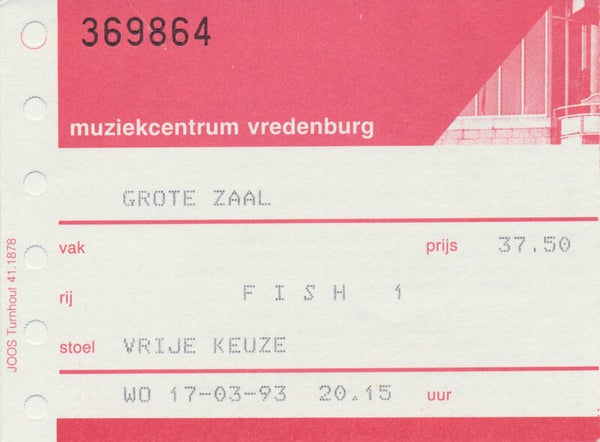 369864
muziekcentrum vredenburg
GROTE ZAAL
vak prijs 37.50
rij FISH 1
stoel VRIJE KEUZE
WO 17-03-93 20.15 uur
JOOS Turnhout 41.1878